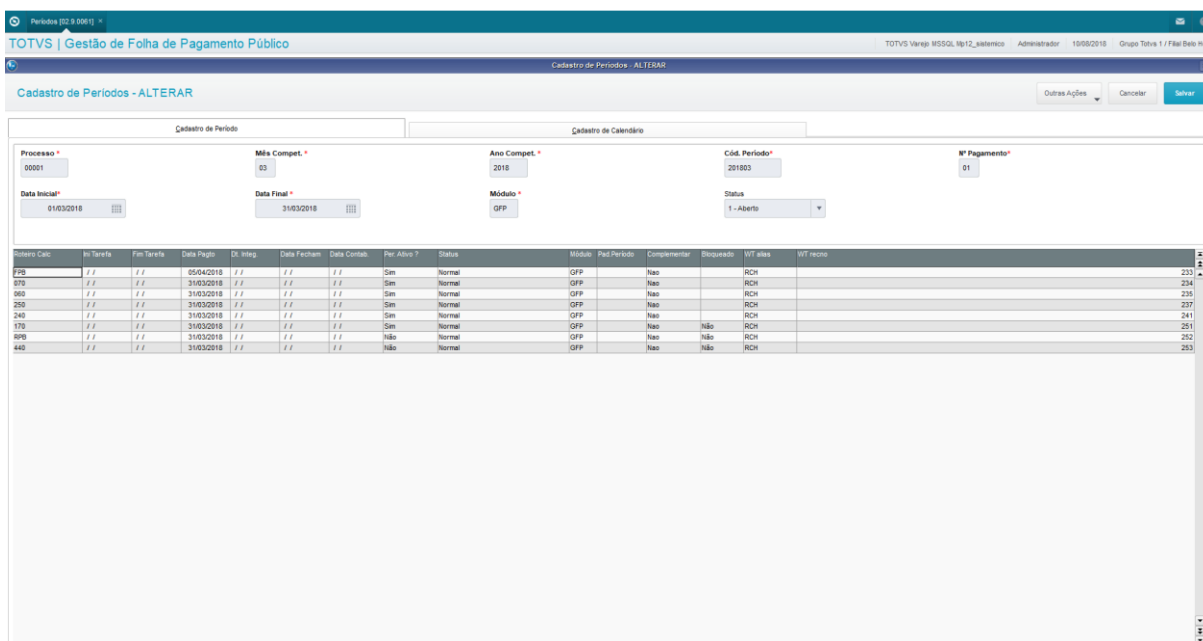 Períodos [02.9.0061] ×
TOTVS | Gestão de Folha de Pagamento Público
TOTVS Varejo MSSQL Mp12_sistemico Administrador 10/08/2018 Grupo Totvs 1 / Filial Belo H
Cadastro de Períodos - ALTERAR
Cadastro de Períodos - ALTERAR
Outras Ações Cancelar Salvar
Cadastro de Período Cadastro de Calendário
Processo * Mês Compet. * Ano Compet. * Cód. Periodo* Nº Pagamento*
00001 03 2018 201803 01
Data Inicial* Data Final * Módulo * Status
01/03/2018 31/03/2018 GFP 1 - Aberto
Roteiro Calc Ini Tarefa Fim Tarefa Data Pagto Dt. Integ. Data Fecham Data Contab. Per. Ativo ? Status Módulo Pad.Período Complementar Bloqueado WT alias WT recno
FPB / / / / 05/04/2018 / / / / / / Sim Normal GFP Nao RCH 233
070 / / / / 31/03/2018 / / / / / / Sim Normal GFP Nao RCH 234
060 / / / / 31/03/2018 / / / / / / Sim Normal GFP Nao RCH 235
250 / / / / 31/03/2018 / / / / / / Sim Normal GFP Nao RCH 237
240 / / / / 31/03/2018 / / / / / / Sim Normal GFP Nao RCH 241
170 / / / / 31/03/2018 / / / / / / Sim Normal GFP Nao Não RCH 251
RPB / / / / 31/03/2018 / / / / / / Não Normal GFP Nao Não RCH 252
440 / / / / 31/03/2018 / / / / / / Não Normal GFP Nao Não RCH 253